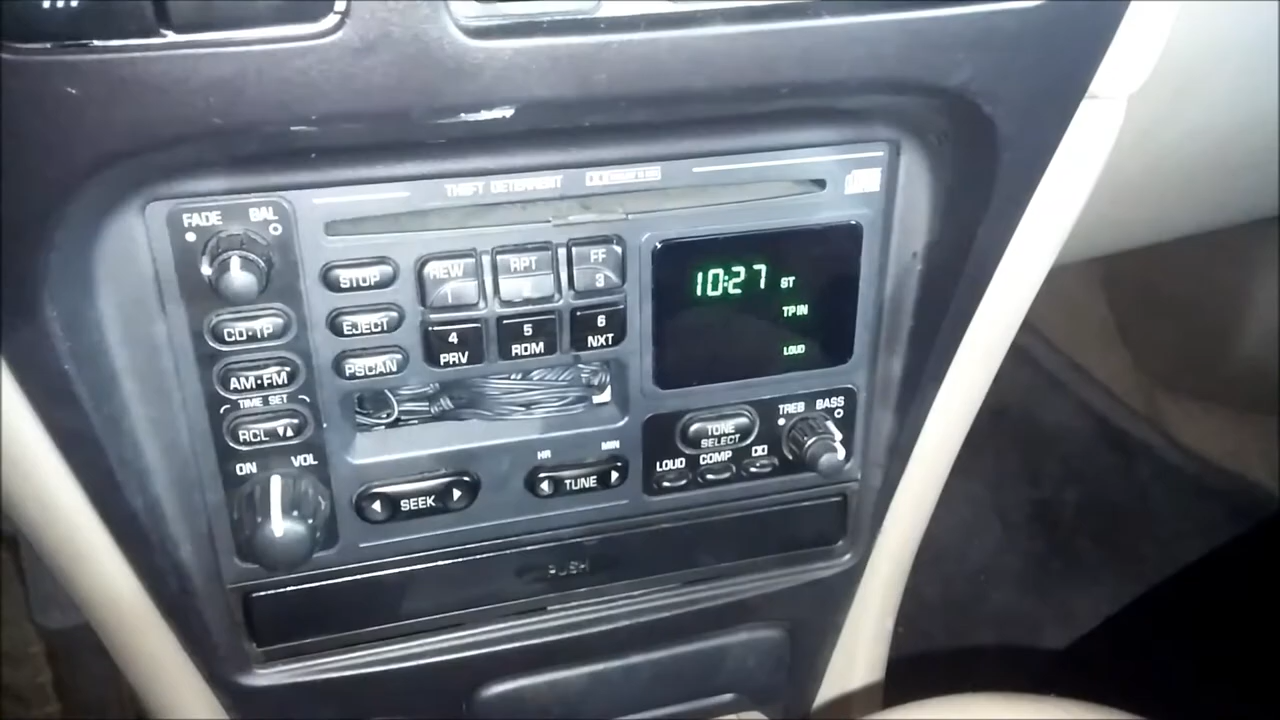 THEFT DETERRENT
FADE BAL
STOP
REW RPT FF
1 2 3
CD•TP
EJECT
4 5 6
PRV RDM NXT
AM•FM
PSCAN
10:27 ST
TP IN
LOUD
TIME SET
RCL
ON VOL
SEEK
HR MIN
TUNE
TONE
SELECT
TREB BASS
LOUD COMP
PUSH